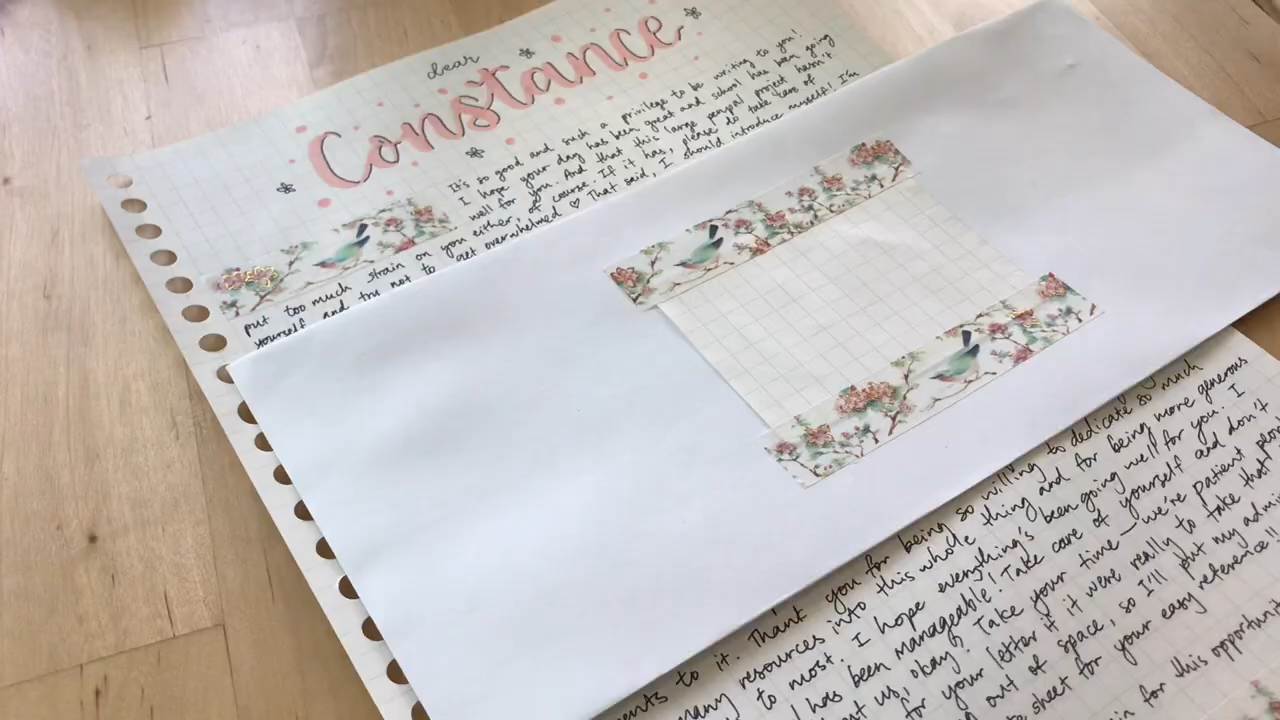 dear
Constance
It's so good and such a privilege to be writing to you!
I hope your day has been great and school has been going
well for you. And that this large penpal project hasn't
put too much strain on you either, of course. If it has, please do take care of
yourself and try not to get overwhelmed ♡ That said, I should introduce myself! I'm
to it. Thank you for being so willing to dedicate so much
many resources into this whole thing and for being more generous
to most. I hope everything's been going well for you. I
has been manageable! Take care of yourself and don't
us, okay? Take your time—we're patient
for your letter if it were really to take that
out of space, so I'll put my
sheet for your easy reference!!
for this